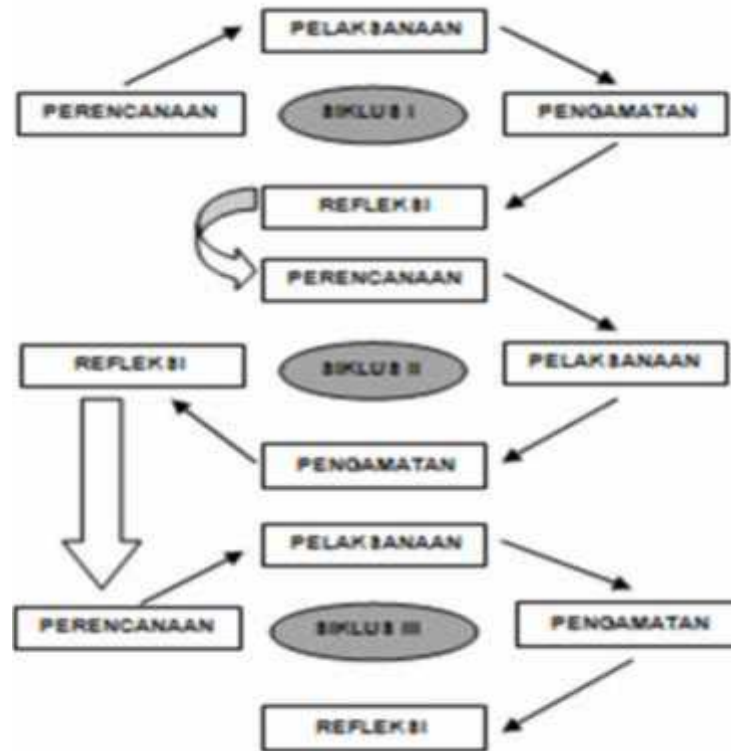 PELAKSANAAN
PERENCANAAN
SIKLUS I
PENGAMATAN
REFLEKSI
PERENCANAAN
REFLEKSI
SIKLUS II
PELAKSANAAN
PENGAMATAN
PELAKSANAAN
PERENCANAAN
SIKLUS III
PENGAMATAN
REFLEKSI